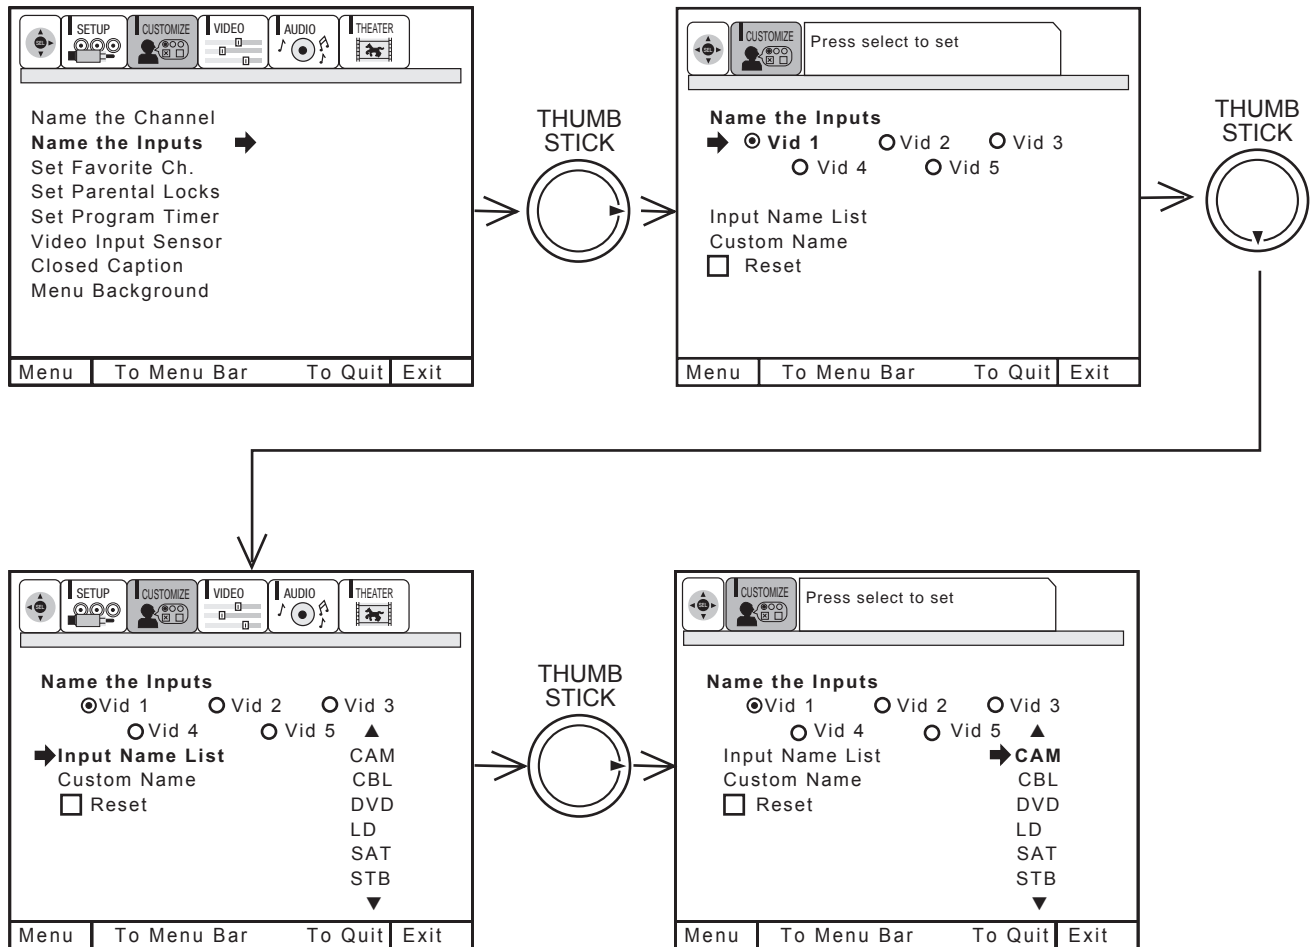 SETUP CUSTOMIZE VIDEO AUDIO THEATER
SEL
Name the Channel
Name the Inputs
Set Favorite Ch.
Set Parental Locks
Set Program Timer
Video Input Sensor
Closed Caption
Menu Background
Menu To Menu Bar To Quit Exit
THUMB
STICK
CUSTOMIZE Press select to set
SEL
Name the Inputs
Vid 1 Vid 2 Vid 3
Vid 4 Vid 5
Input Name List
Custom Name
Reset
Menu To Menu Bar To Quit Exit
THUMB
STICK
SETUP CUSTOMIZE VIDEO AUDIO THEATER
SEL
Name the Inputs
Vid 1 Vid 2 Vid 3
Vid 4 Vid 5
Input Name List CAM
Custom Name CBL
Reset DVD
LD
SAT
STB
Menu To Menu Bar To Quit Exit
THUMB
STICK
CUSTOMIZE Press select to set
SEL
Name the Inputs
Vid 1 Vid 2 Vid 3
Vid 4 Vid 5
Input Name List CAM
Custom Name CBL
Reset DVD
LD
SAT
STB
Menu To Menu Bar To Quit Exit